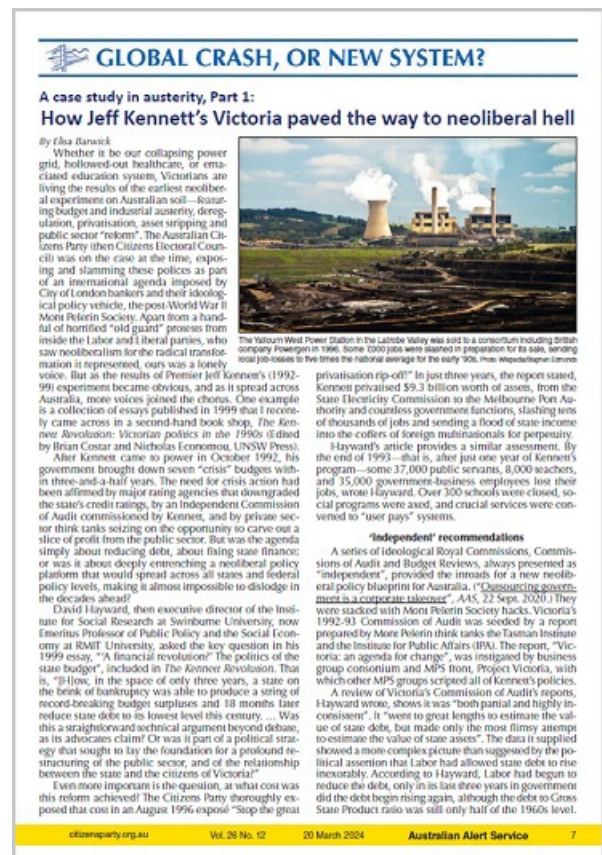 GLOBAL CRASH, OR NEW SYSTEM?
A case study in austerity, Part 1:
How Jeff Kennett's Victoria paved the way to neoliberal hell
By Elisa Barwick
Whether it be our collapsing power
grid, hollowed-out healthcare, or ema-
ciated education system, Victorians are
living the results of the earliest neoliber-
al experiment on Australian soil—featur-
ing budget and industrial austerity, dereg-
ulation, privatisation, asset stripping and
public sector "reform". The Australian Cit-
izens Party (then Citizens Electoral Coun-
cil) was on the case at the time, expos-
ing and slamming these polices as part
of an international agenda imposed by
City of London bankers and their ideolog-
ical policy vehicle, the post-World War II
Mont Pelerin Society. Apart from a hand-
ful of horrified "old guard" protests from
inside the Labor and Liberal parties, who
saw neoliberalism for the radical transfor-
mation it represented, ours was a lonely
voice. But as the results of Premier Jeff Kennett's (1992-
99) experiment became obvious, and as it spread across
Australia, more voices joined the chorus. One example
is a collection of essays published in 1999 that I recent-
ly came across in a second-hand book shop, The Ken-
nett Revolution: Victorian politics in the 1990s (Edited
by Brian Costar and Nicholas Economou, UNSW Press).
After Kennett came to power in October 1992, his
government brought down seven "crisis" budgets with-
in three-and-a-half years. The need for crisis action had
been affirmed by major rating agencies that downgraded
the state's credit ratings, by an Independent Commission
of Audit commissioned by Kennett, and by private sec-
tor think tanks seizing on the opportunity to carve out a
slice of profit from the public sector. But was the agenda
simply about reducing debt, about fixing state finance;
or was it about deeply entrenching a neoliberal policy
platform that would spread across all states and federal
policy levels, making it almost impossible to dislodge in
the decades ahead?
David Hayward, then executive director of the Insti-
tute for Social Research at Swinburne University, now
Emeritus Professor of Public Policy and the Social Econ-
omy at RMIT University, asked the key question in his
1999 essay, "'A financial revolution?' The politics of the
state budget", included in The Kennett Revolution. That
is, "[H]ow, in the space of only three years, a state on
the brink of bankruptcy was able to produce a string of
record-breaking budget surpluses and 18 months later
reduce state debt to its lowest level this century. ... Was
this a straightforward technical argument beyond debate,
as its advocates claim? Or was it part of a political strat-
egy that sought to lay the foundation for a profound re-
structuring of the public sector, and of the relationship
between the state and the citizens of Victoria?"
Even more important is the question, at what cost was
this reform achieved? The Citizens Party thoroughly ex-
posed that cost in an August 1996 exposé "Stop the great
The Yallourn West Power Station in the Latrobe Valley was sold to a consortium including British
company Powergen in 1996. Some 7,000 jobs were slashed in preparation for its sale, sending
local job-losses to five times the national average for the early '90s. Photo: Wikipedia/Stephen Edmonds
privatisation rip-off!" In just three years, the report stated,
Kennett privatised $9.3 billion worth of assets, from the
State Electricity Commission to the Melbourne Port Au-
thority and countless government functions, slashing tens
of thousands of jobs and sending a flood of state income
into the coffers of foreign multinationals for perpetuity.
Hayward's article provides a similar assessment. By
the end of 1993—that is, after just one year of Kennett's
program—some 37,000 public servants, 8,000 teachers,
and 35,000 government-business employees lost their
jobs, wrote Hayward. Over 300 schools were closed, so-
cial programs were axed, and crucial services were con-
verted to "user pays" systems.
'Independent' recommendations
A series of ideological Royal Commissions, Commis-
sions of Audit and Budget Reviews, always presented as
"independent", provided the inroads for a new neolib-
eral policy blueprint for Australia. ("Outsourcing govern-
ment is a corporate takeover", AAS, 22 Sept. 2020.) They
were stacked with Mont Pelerin Society hacks. Victoria's
1992-93 Commission of Audit was seeded by a report
prepared by Mont Pelerin think tanks the Tasman Institute
and the Institute for Public Affairs (IPA). The report, "Vic-
toria: an agenda for change", was instigated by business
group consortium and MPS front, Project Victoria, with
which other MPS groups scripted all of Kennett's policies.
A review of Victoria's Commission of Audit's reports,
Hayward wrote, shows it was "both partial and highly in-
consistent". It "went to great lengths to estimate the val-
ue of state debt, but made only the most flimsy attempt
to estimate the value of state assets". The data it supplied
showed a more complex picture than suggested by the po-
litical assertion that Labor had allowed state debt to rise
inexorably. According to Hayward, Labor had begun to
reduce the debt, only in its last three years in government
did the debt begin rising again, although the debt to Gross
State Product ratio was still only half of the 1960s level.
citizensparty.org.au Vol. 26 No. 12 20 March 2024 Australian Alert Service 7